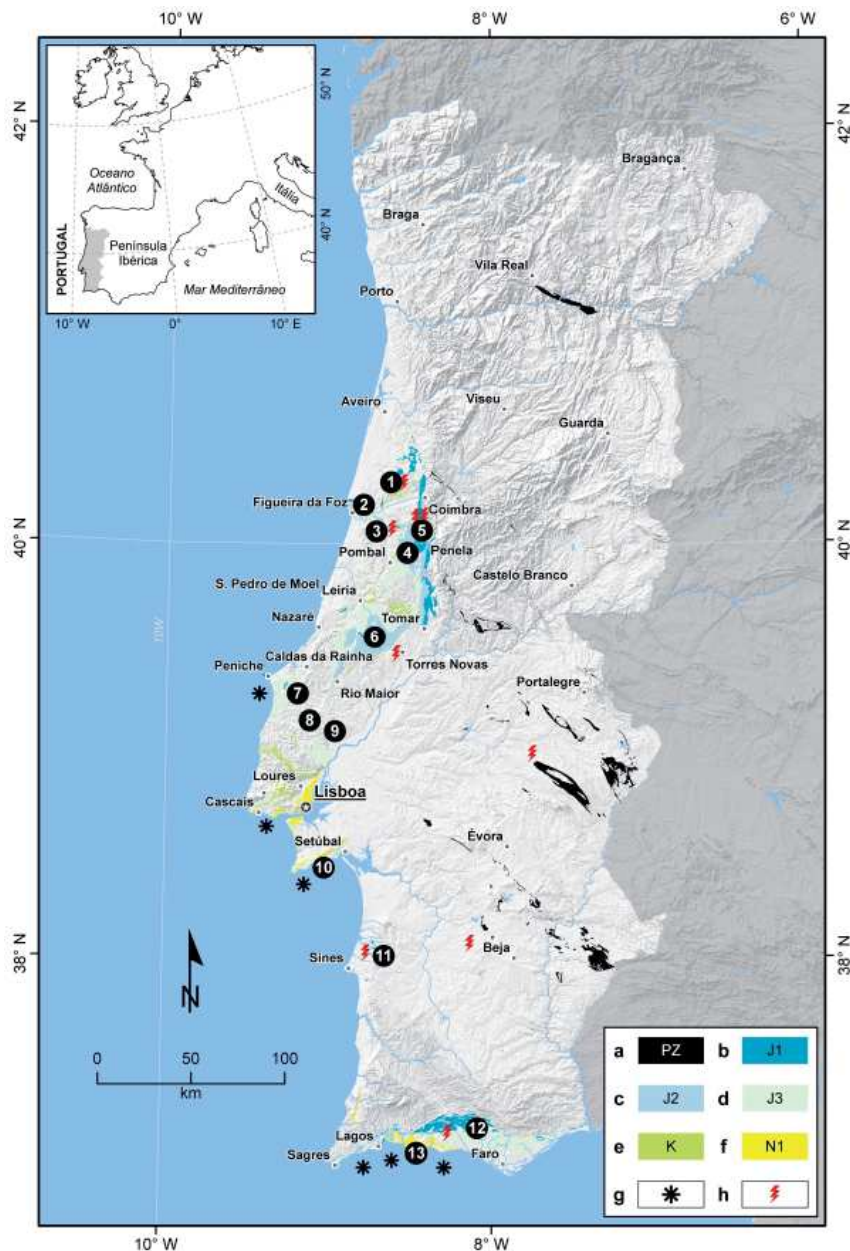 10° W
8° W
6° W
42° N
42° N
40° N
40° N
38° N
38° N
10° W
8° W
50° N
40° N
Oceano
Atlântico
Itália
PORTUGAL
Península
Ibérica
Mar Mediterrâneo
10° W
0°
10° E
Bragança
Braga
Vila Real
Porto
Aveiro
Viseu
Guarda
1
2
Figueira da Foz
Coimbra
3
5
4
Penela
Pombal
Castelo Branco
S. Pedro de Moel
Leiria
Nazaré
Tomar
6
Caldas da Rainha
Torres Novas
Peniche
7
Rio Maior
Portalegre
8
9
Loures
Lisboa
Cascais
Setúbal
Évora
10
Beja
11
Sines
N
0
50
100
km
Lagos
12
Sagres
13
Faro
a PZ b J1
c J2 d J3
e K f N1
g h